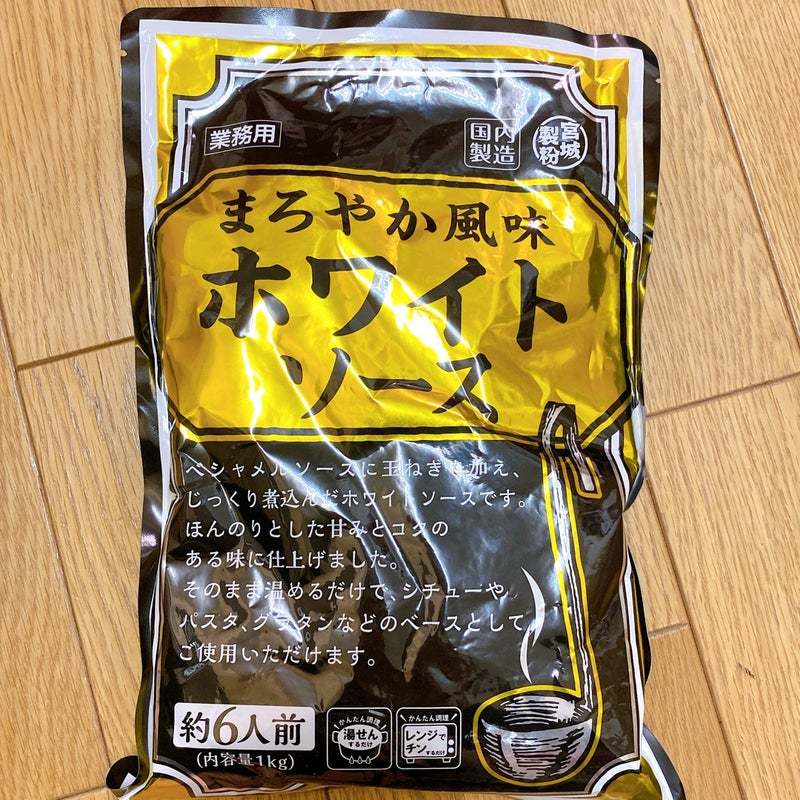 業務用
国内
製造
宮城
製粉
まろやか風味
ホワイト
ソース
ベシャメルソースに玉ねぎを加え、
じっくり煮込んだホワイトソースです。
ほんのりとした甘みとコクの
ある味に仕上げました。
そのまま温めるだけで、シチューや
パスタ、グラタンなどのベースとして
ご使用いただけます。
約6人前
(内容量1kg)
かんたん調理
湯せん
するだけ
かんたん調理
レンジで
チンするだけ